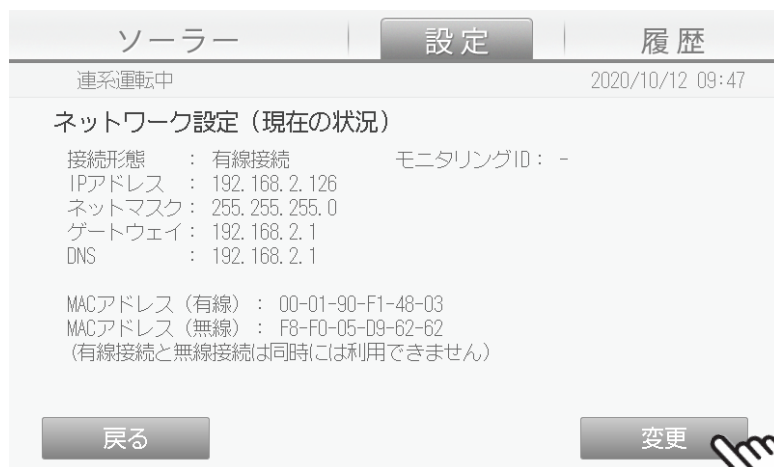 ソーラー 設定 履歴
連系運転中 2020/10/12 09:47
ネットワーク設定（現在の状況）
接続形態 ： 有線接続 モニタリングID： -
IPアドレス ： 192.168.2.126
ネットマスク： 255.255.255.0
ゲートウェイ： 192.168.2.1
DNS ： 192.168.2.1
MACアドレス（有線） ： 00-01-90-F1-48-03
MACアドレス（無線） ： F8-F0-05-D9-62-62
（有線接続と無線接続は同時には利用できません）
戻る 変更